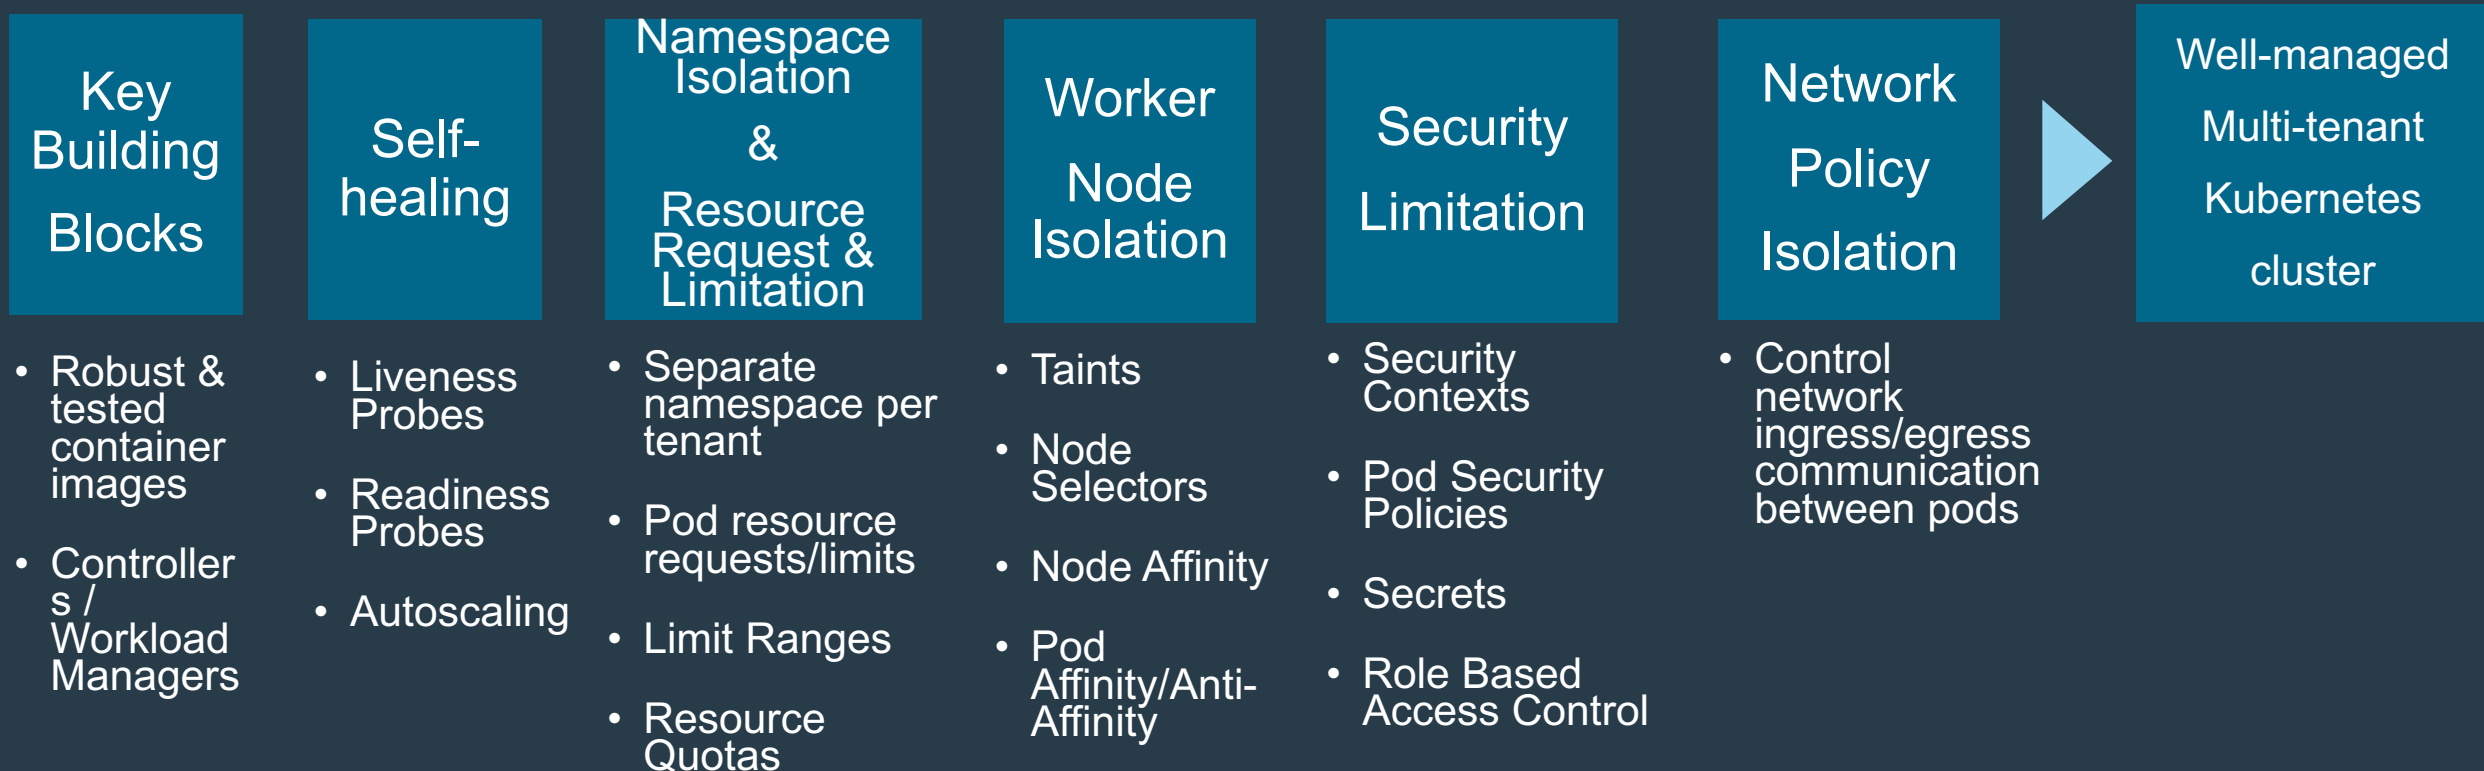 Key
Building
Blocks
• Robust &
tested
container
images
• Controller
s /
Workload
Managers
Self-
healing
• Liveness
Probes
• Readiness
Probes
• Autoscaling
Namespace
Isolation
&
Resource
Request &
Limitation
• Separate
namespace per
tenant
• Pod resource
requests/limits
• Limit Ranges
• Resource
Quotas
Worker
Node
Isolation
• Taints
• Node
Selectors
• Node Affinity
• Pod
Affinity/Anti-
Affinity
Security
Limitation
• Security
Contexts
• Pod Security
Policies
• Secrets
• Role Based
Access Control
Network
Policy
Isolation
• Control
network
ingress/egress
communication
between pods
Well-managed
Multi-tenant
Kubernetes
cluster